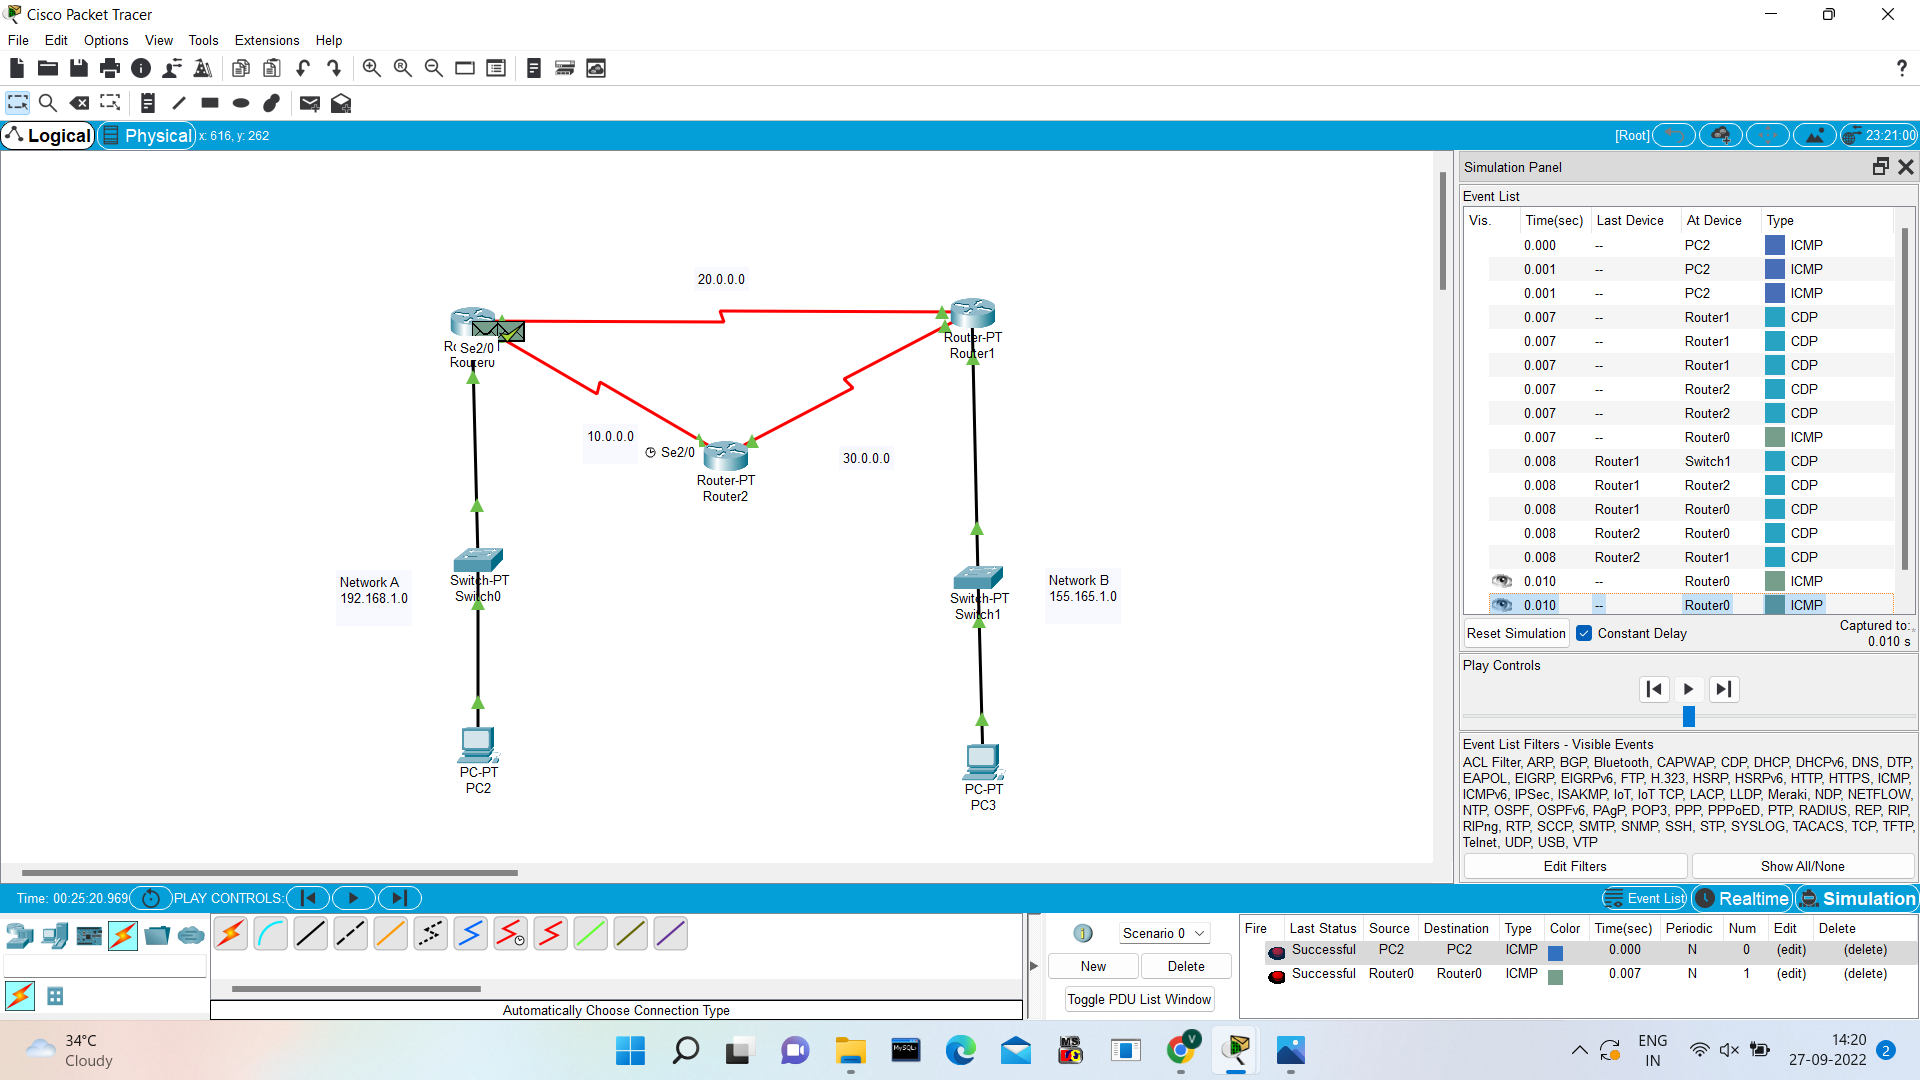 Cisco Packet Tracer
File Edit Options View Tools Extensions Help
?
Logical Physical x: 616, y: 262 [Root] 23:21:00
20.0.0.0
Se2/0
Router0
Router-PT
Router1
10.0.0.0
Se2/0
30.0.0.0
Router-PT
Router2
Network A
192.168.1.0
Switch-PT
Switch0
Network B
155.165.1.0
Switch-PT
Switch1
PC-PT
PC2
PC-PT
PC3
Simulation Panel
Event List
Vis. Time(sec) Last Device At Device Type
0.000 -- PC2 ICMP
0.001 -- PC2 ICMP
0.001 -- PC2 ICMP
0.007 -- Router1 CDP
0.007 -- Router1 CDP
0.007 -- Router1 CDP
0.007 -- Router2 CDP
0.007 -- Router2 CDP
0.007 -- Router0 ICMP
0.008 Router1 Switch1 CDP
0.008 Router1 Router2 CDP
0.008 Router1 Router0 CDP
0.008 Router2 Router0 CDP
0.008 Router2 Router1 CDP
0.010 -- Router0 ICMP
0.010 -- Router0 ICMP
Reset Simulation Constant Delay
Captured to:
0.010 s
Play Controls
Event List Filters - Visible Events
ACL Filter, ARP, BGP, Bluetooth, CAPWAP, CDP, DHCP, DHCPv6, DNS, DTP,
EAPOL, EIGRP, EIGRPv6, FTP, H.323, HSRP, HSRPv6, HTTP, HTTPS, ICMP,
ICMPv6, IPSec, ISAKMP, IoT, IoT TCP, LACP, LLDP, Meraki, NDP, NETFLOW,
NTP, OSPF, OSPFv6, PAgP, POP3, PPP, PPPoED, PTP, RADIUS, REP, RIP,
RIPng, RTP, SCCP, SMTP, SNMP, SSH, STP, SYSLOG, TACACS, TCP, TFTP,
Telnet, UDP, USB, VTP
Edit Filters Show All/None
Time: 00:25:20.969 PLAY CONTROLS: Event List Realtime Simulation
Scenario 0
New Delete
Toggle PDU List Window
Fire Last Status Source Destination Type Color Time(sec) Periodic Num Edit Delete
Successful PC2 PC2 ICMP 0.000 N 0 (edit) (delete)
Successful Router0 Router0 ICMP 0.007 N 1 (edit) (delete)
Automatically Choose Connection Type
34°C
Cloudy
MySQL
V
ENG
IN
14:20
27-09-2022
2